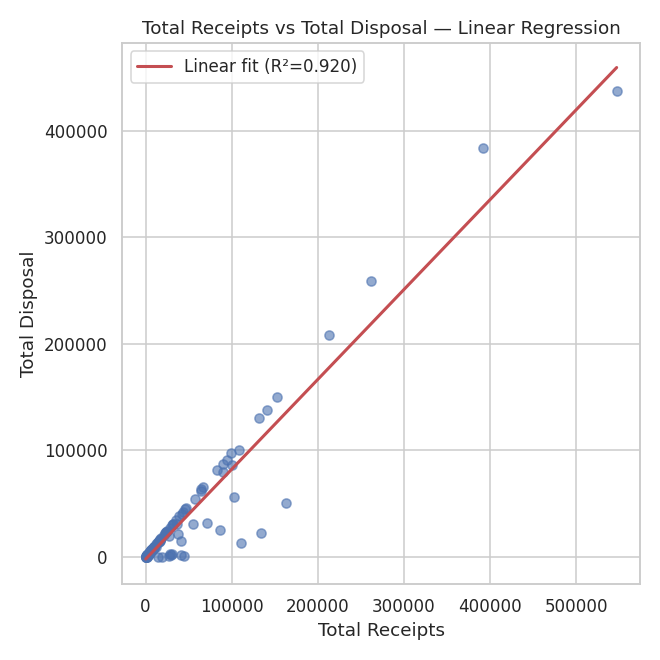 Total Receipts vs Total Disposal — Linear Regression
Linear fit (R²=0.920)
400000
300000
200000
100000
0
Total Disposal
0 100000 200000 300000 400000 500000
Total Receipts